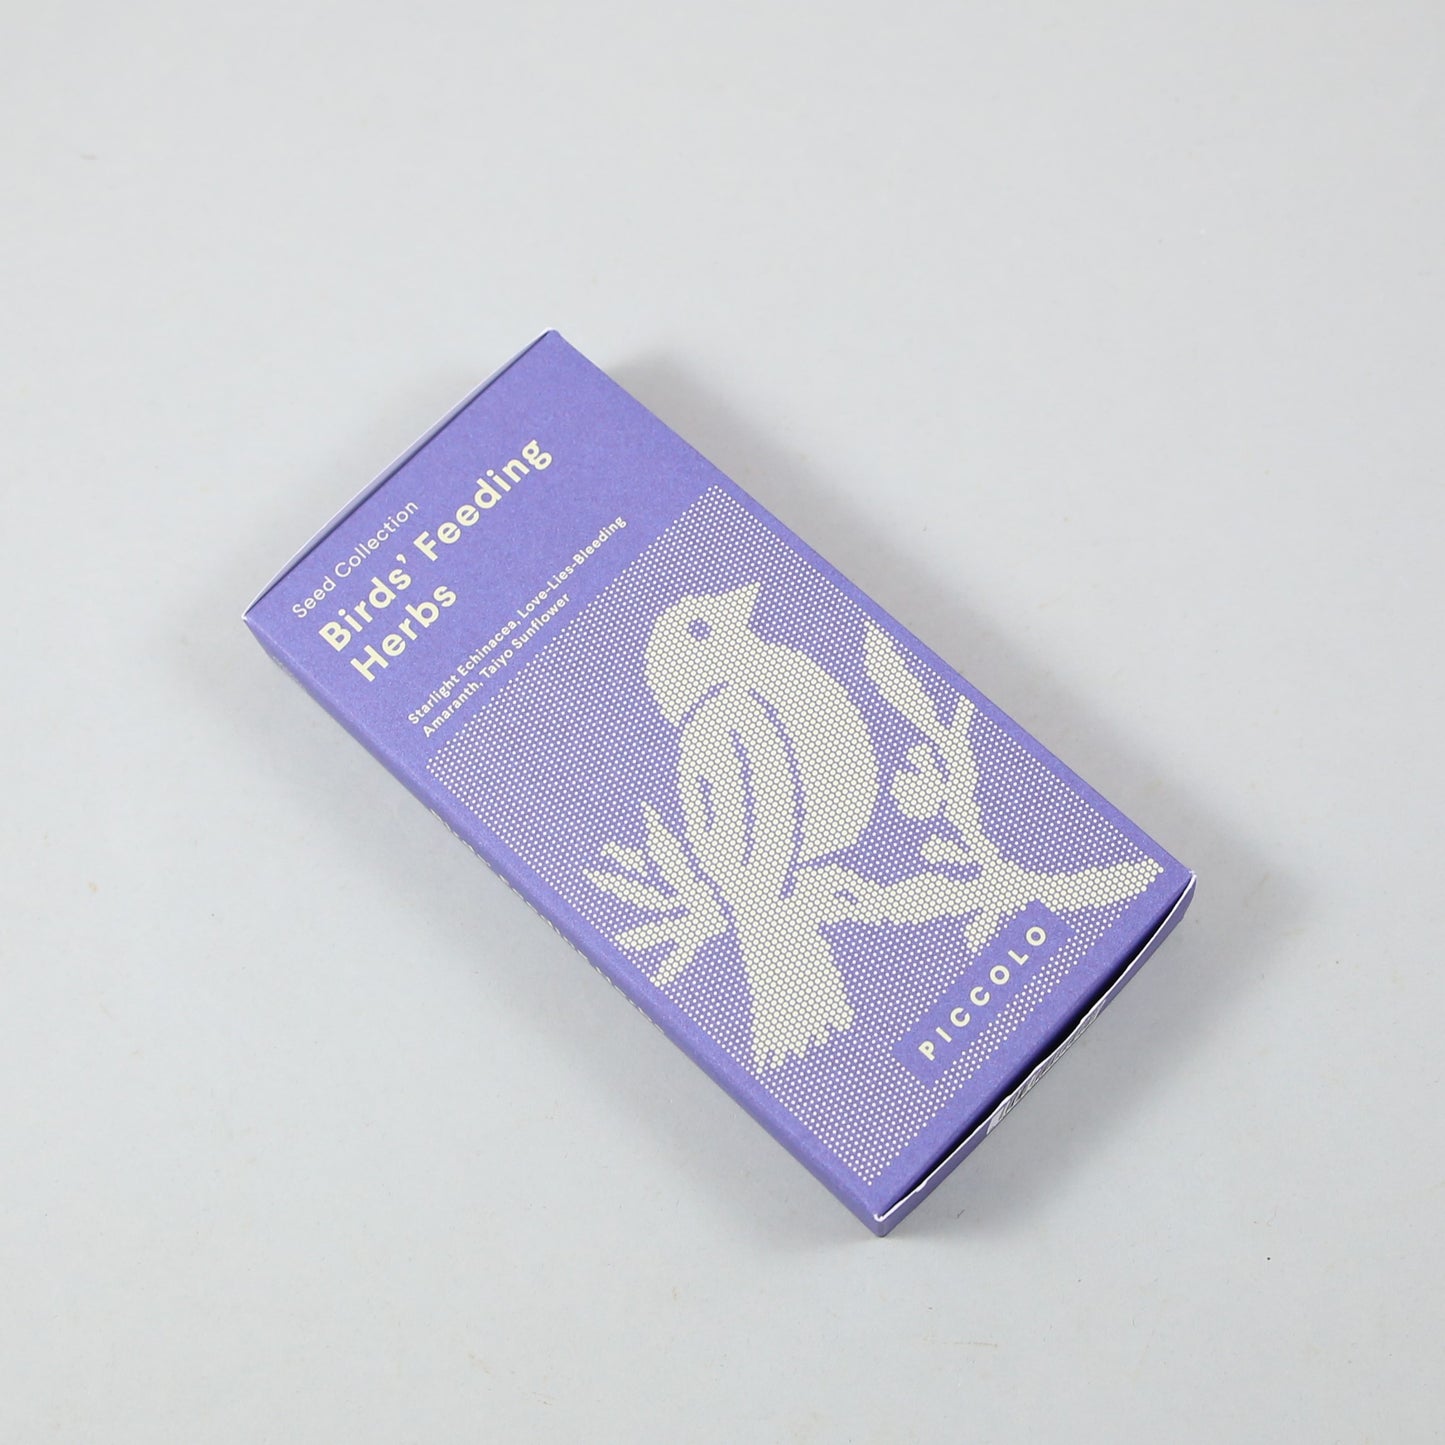 Seed Collection
Birds' Feeding
Herbs
Starlight Echinacea, Love-Lies-Bleeding
Amaranth, Taiyo Sunflower
PICCOLO